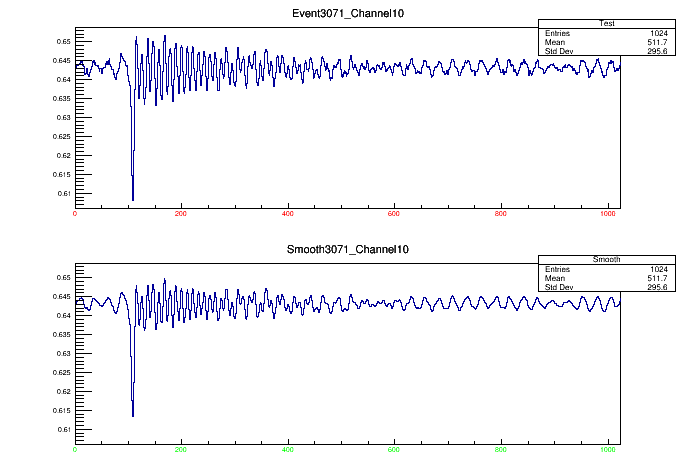 Event3071_Channel10
Test
Entries 1024
Mean 511.7
Std Dev 295.6
0.65
0.645
0.64
0.635
0.63
0.625
0.62
0.615
0.61
0 200 400 600 800 1000
Smooth3071_Channel10
Smooth
Entries 1024
Mean 511.7
Std Dev 295.6
0.65
0.645
0.64
0.635
0.63
0.625
0.62
0.615
0.61
0 200 400 600 800 1000